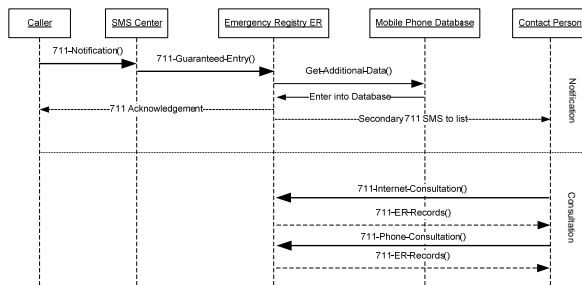 Caller
SMS Center
Emergency Registry ER
Mobile Phone Database
Contact Person
711-Notification()
711-Guaranteed-Entry()
Get-Additional-Data()
Enter into Database
711 Acknowledgement
Secondary 711 SMS to list
Notification
711-Internet-Consultation()
711-ER-Records()
711-Phone-Consultation()
711-ER-Records()
Consultation